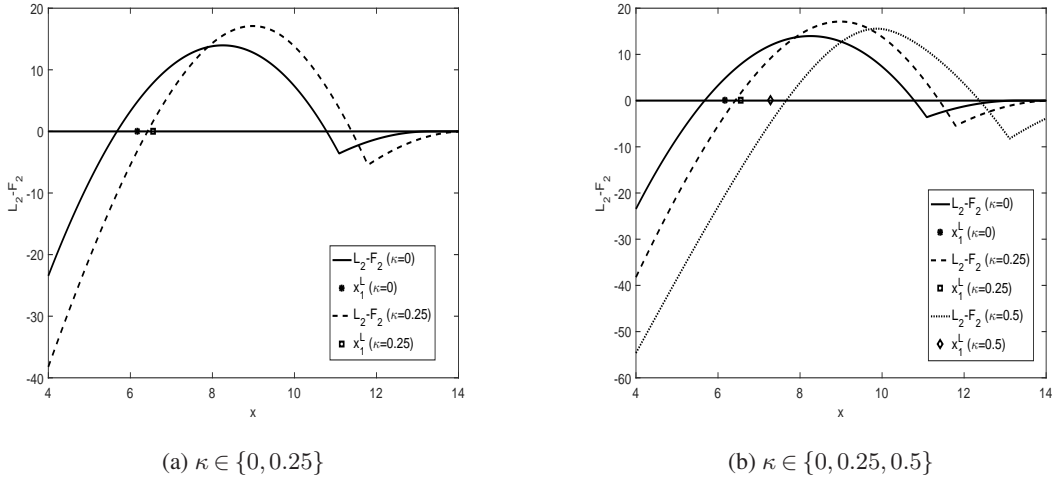 20
10
0
-10
-20
-30
-40
4
6
8
10
12
14
x
L₂-F₂
L₂-F₂ (κ=0)
x₁ᴸ (κ=0)
L₂-F₂ (κ=0.25)
x₁ᴸ (κ=0.25)
(a) κ ∈ {0, 0.25}
20
10
0
-10
-20
-30
-40
-50
-60
4
6
8
10
12
14
x
L₂-F₂
L₂-F₂ (κ=0)
x₁ᴸ (κ=0)
L₂-F₂ (κ=0.25)
x₁ᴸ (κ=0.25)
L₂-F₂ (κ=0.5)
x₁ᴸ (κ=0.5)
(b) κ ∈ {0, 0.25, 0.5}